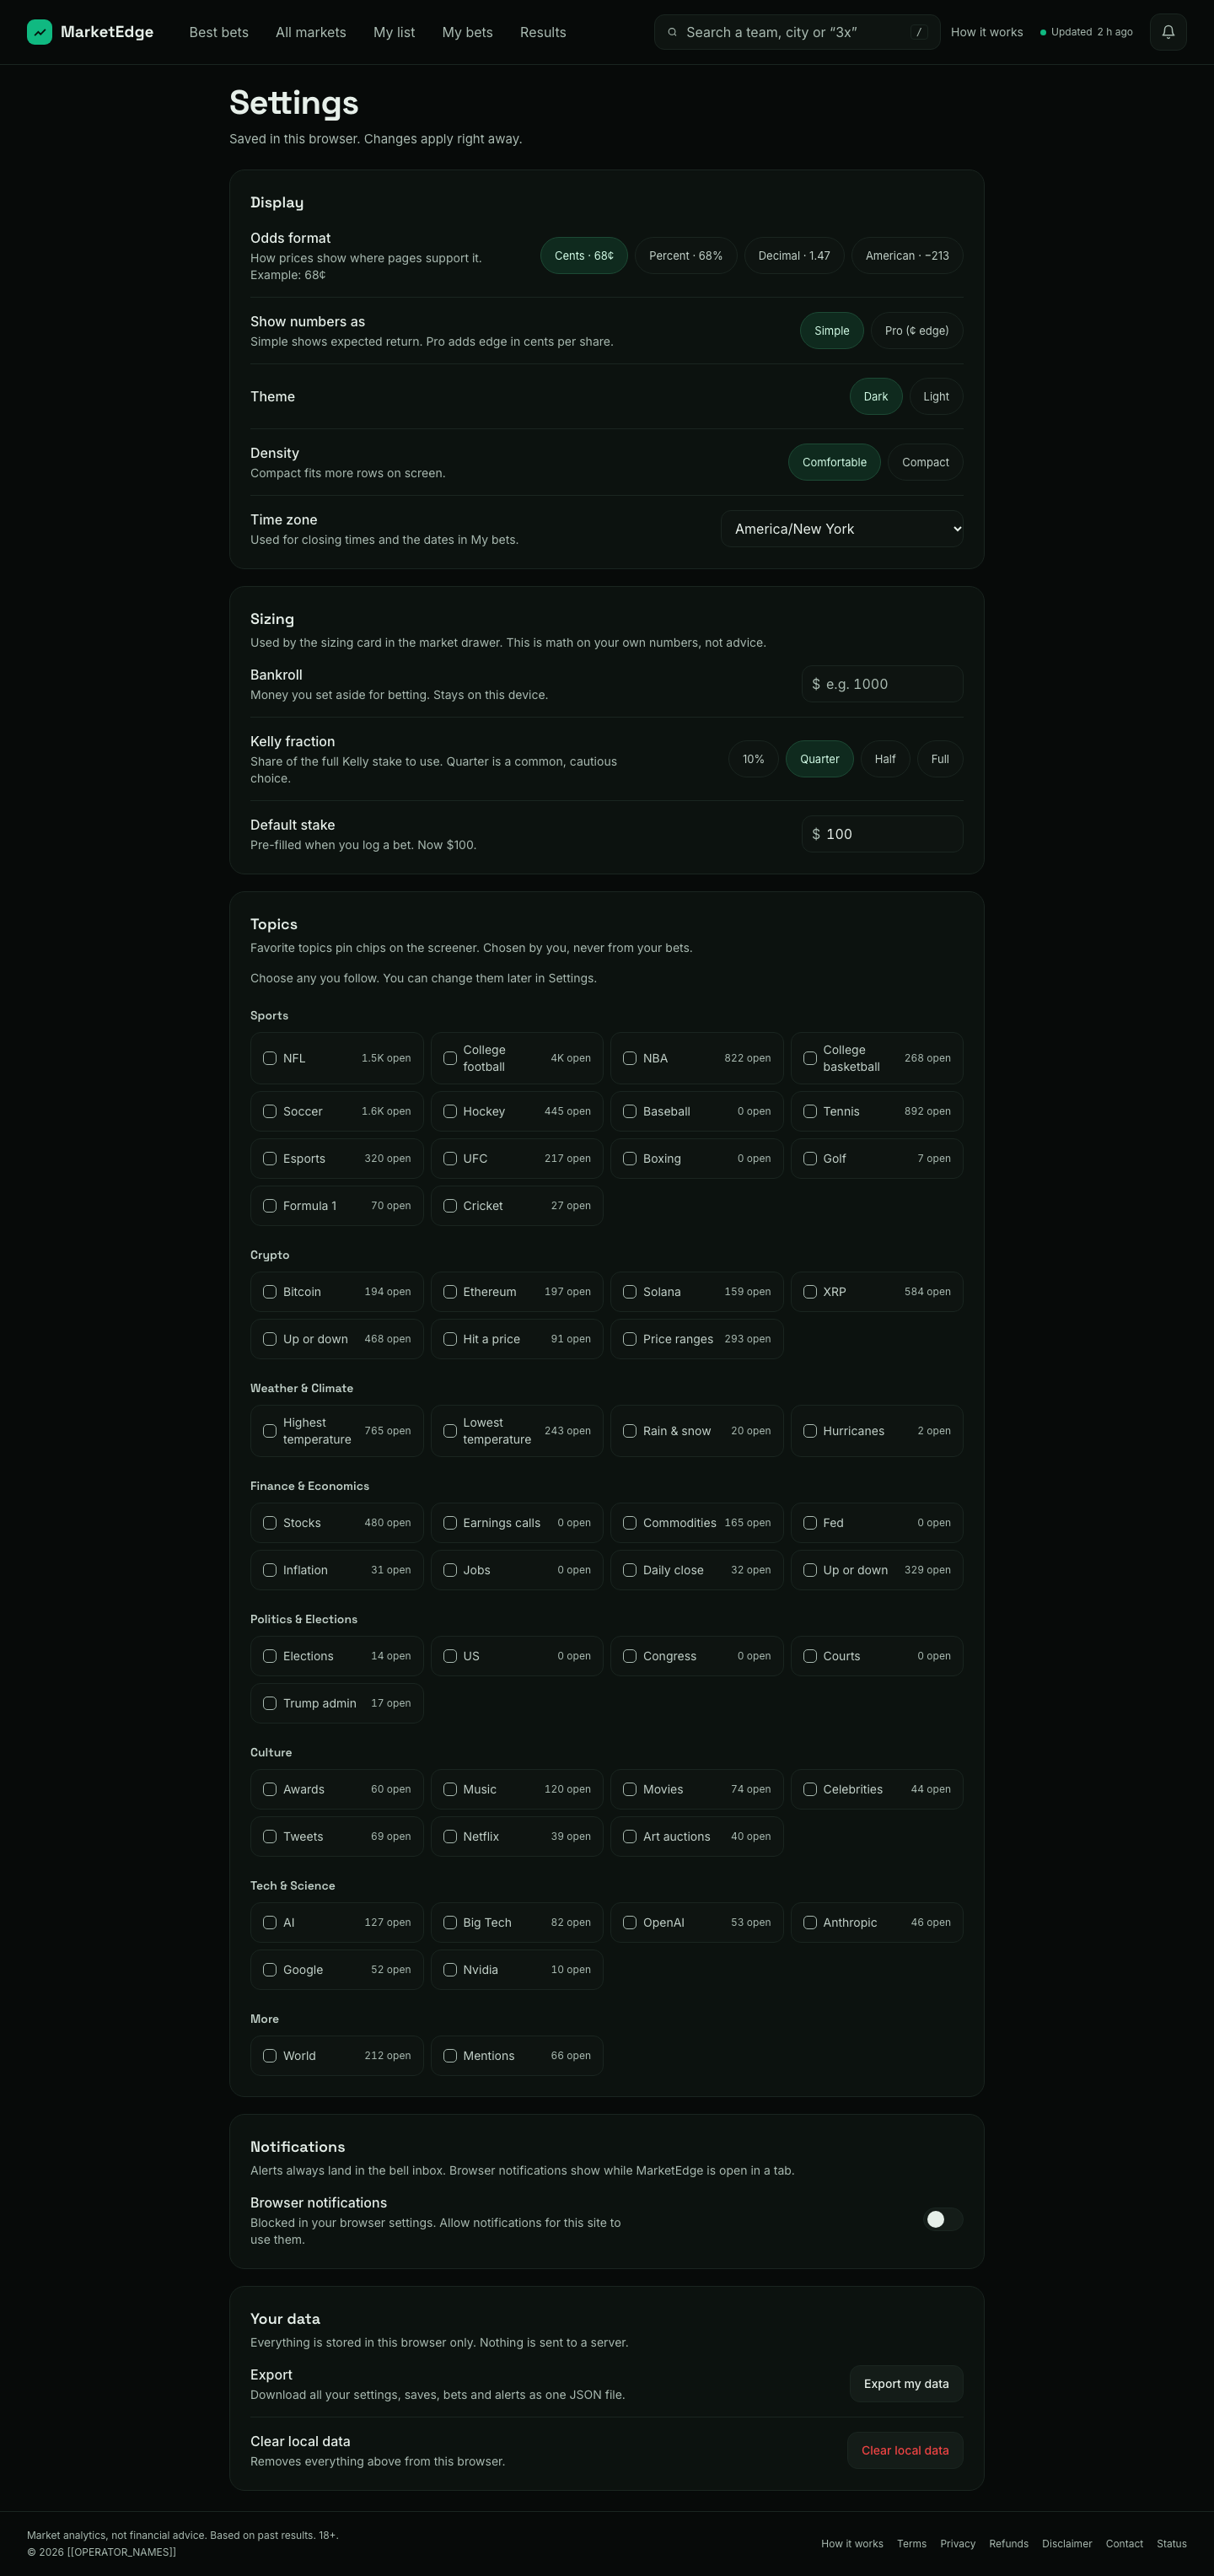 MarketEdge
Best bets
All markets
My list
My bets
Results
Search a team, city or “3x”
/
How it works
Updated 2 h ago
Settings
Saved in this browser. Changes apply right away.
Display
Odds format
How prices show where pages support it.
Example: 68¢
Cents · 68¢
Percent · 68%
Decimal · 1.47
American · −213
Show numbers as
Simple shows expected return. Pro adds edge in cents per share.
Simple
Pro (¢ edge)
Theme
Dark
Light
Density
Compact fits more rows on screen.
Comfortable
Compact
Time zone
Used for closing times and the dates in My bets.
America/New York
Sizing
Used by the sizing card in the market drawer. This is math on your own numbers, not advice.
Bankroll
Money you set aside for betting. Stays on this device.
$ e.g. 1000
Kelly fraction
Share of the full Kelly stake to use. Quarter is a common, cautious
choice.
10%
Quarter
Half
Full
Default stake
Pre-filled when you log a bet. Now $100.
$ 100
Topics
Favorite topics pin chips on the screener. Chosen by you, never from your bets.
Choose any you follow. You can change them later in Settings.
Sports
NFL 1.5K open
College
football
4K open
NBA 822 open
College
basketball
268 open
Soccer 1.6K open
Hockey 445 open
Baseball 0 open
Tennis 892 open
Esports 320 open
UFC 217 open
Boxing 0 open
Golf 7 open
Formula 1 70 open
Cricket 27 open
Crypto
Bitcoin 194 open
Ethereum 197 open
Solana 159 open
XRP 584 open
Up or down 468 open
Hit a price 91 open
Price ranges 293 open
Weather & Climate
Highest
temperature
765 open
Lowest
temperature
243 open
Rain & snow 20 open
Hurricanes 2 open
Finance & Economics
Stocks 480 open
Earnings calls 0 open
Commodities 165 open
Fed 0 open
Inflation 31 open
Jobs 0 open
Daily close 32 open
Up or down 329 open
Politics & Elections
Elections 14 open
US 0 open
Congress 0 open
Courts 0 open
Trump admin 17 open
Culture
Awards 60 open
Music 120 open
Movies 74 open
Celebrities 44 open
Tweets 69 open
Netflix 39 open
Art auctions 40 open
Tech & Science
AI 127 open
Big Tech 82 open
OpenAI 53 open
Anthropic 46 open
Google 52 open
Nvidia 10 open
More
World 212 open
Mentions 66 open
Notifications
Alerts always land in the bell inbox. Browser notifications show while MarketEdge is open in a tab.
Browser notifications
Blocked in your browser settings. Allow notifications for this site to
use them.
Your data
Everything is stored in this browser only. Nothing is sent to a server.
Export
Download all your settings, saves, bets and alerts as one JSON file.
Export my data
Clear local data
Removes everything above from this browser.
Clear local data
Market analytics, not financial advice. Based on past results. 18+.
© 2026 [[OPERATOR_NAMES]]
How it works
Terms
Privacy
Refunds
Disclaimer
Contact
Status